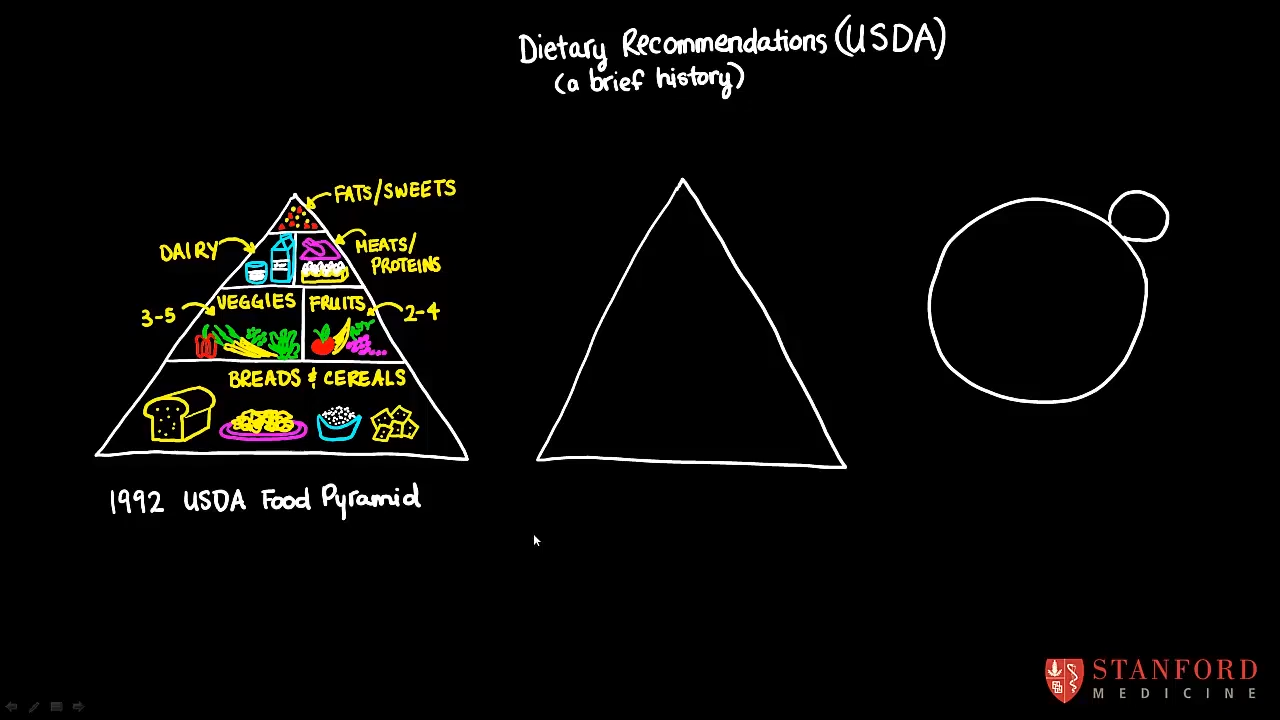 Dietary Recommendations (USDA)
(a brief history)
FATS/SWEETS
DAIRY
MEATS/
PROTEINS
3-5
VEGGIES
FRUITS
2-4
BREADS & CEREALS
1992 USDA Food Pyramid
STANFORD
MEDICINE